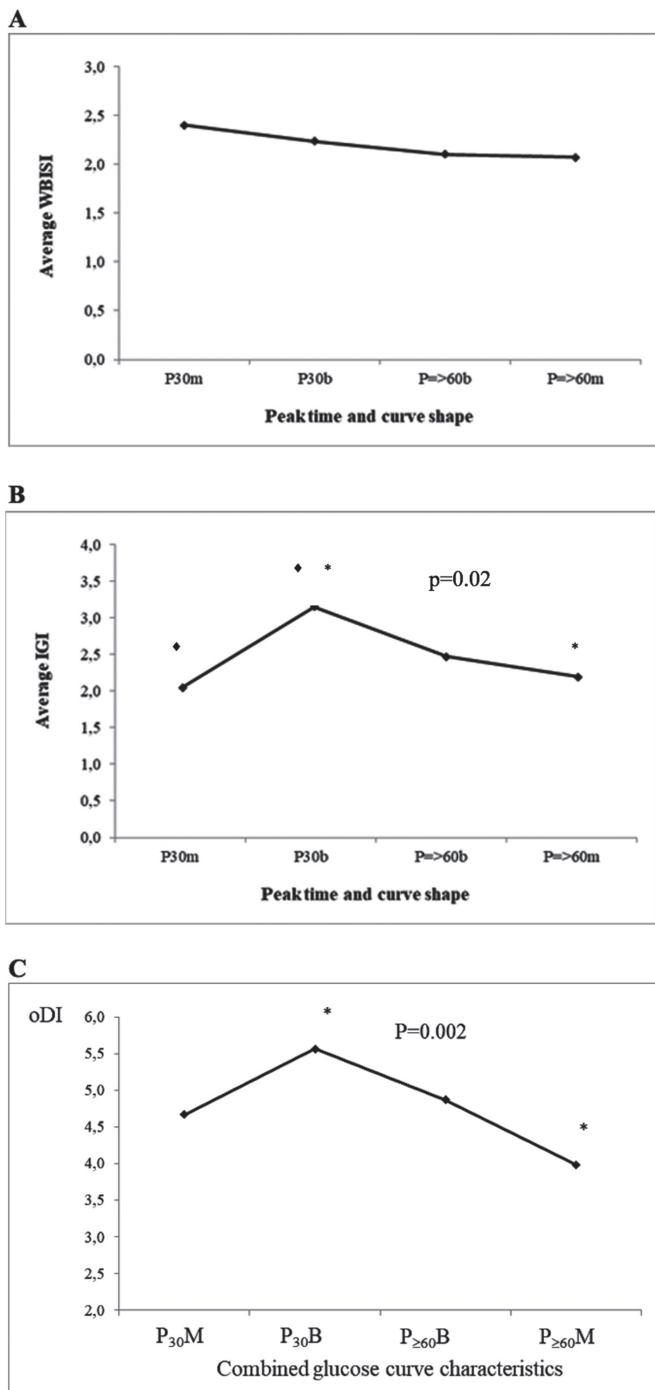 A
3,0
2,5
2,0
1,5
1,0
0,5
0,0
Average WBISI
P30m P30b P=>60b P=>60m
Peak time and curve shape
B
4,0
3,5
3,0
2,5
2,0
1,5
1,0
0,5
0,0
Average IGI
* p=0.02
*
P30m P30b P=>60b P=>60m
Peak time and curve shape
C
oDI
6,0
5,5
5,0
4,5
4,0
3,5
3,0
2,5
2,0
* P=0.002
*
P₃₀M P₃₀B P≥₆₀B P≥₆₀M
Combined glucose curve characteristics